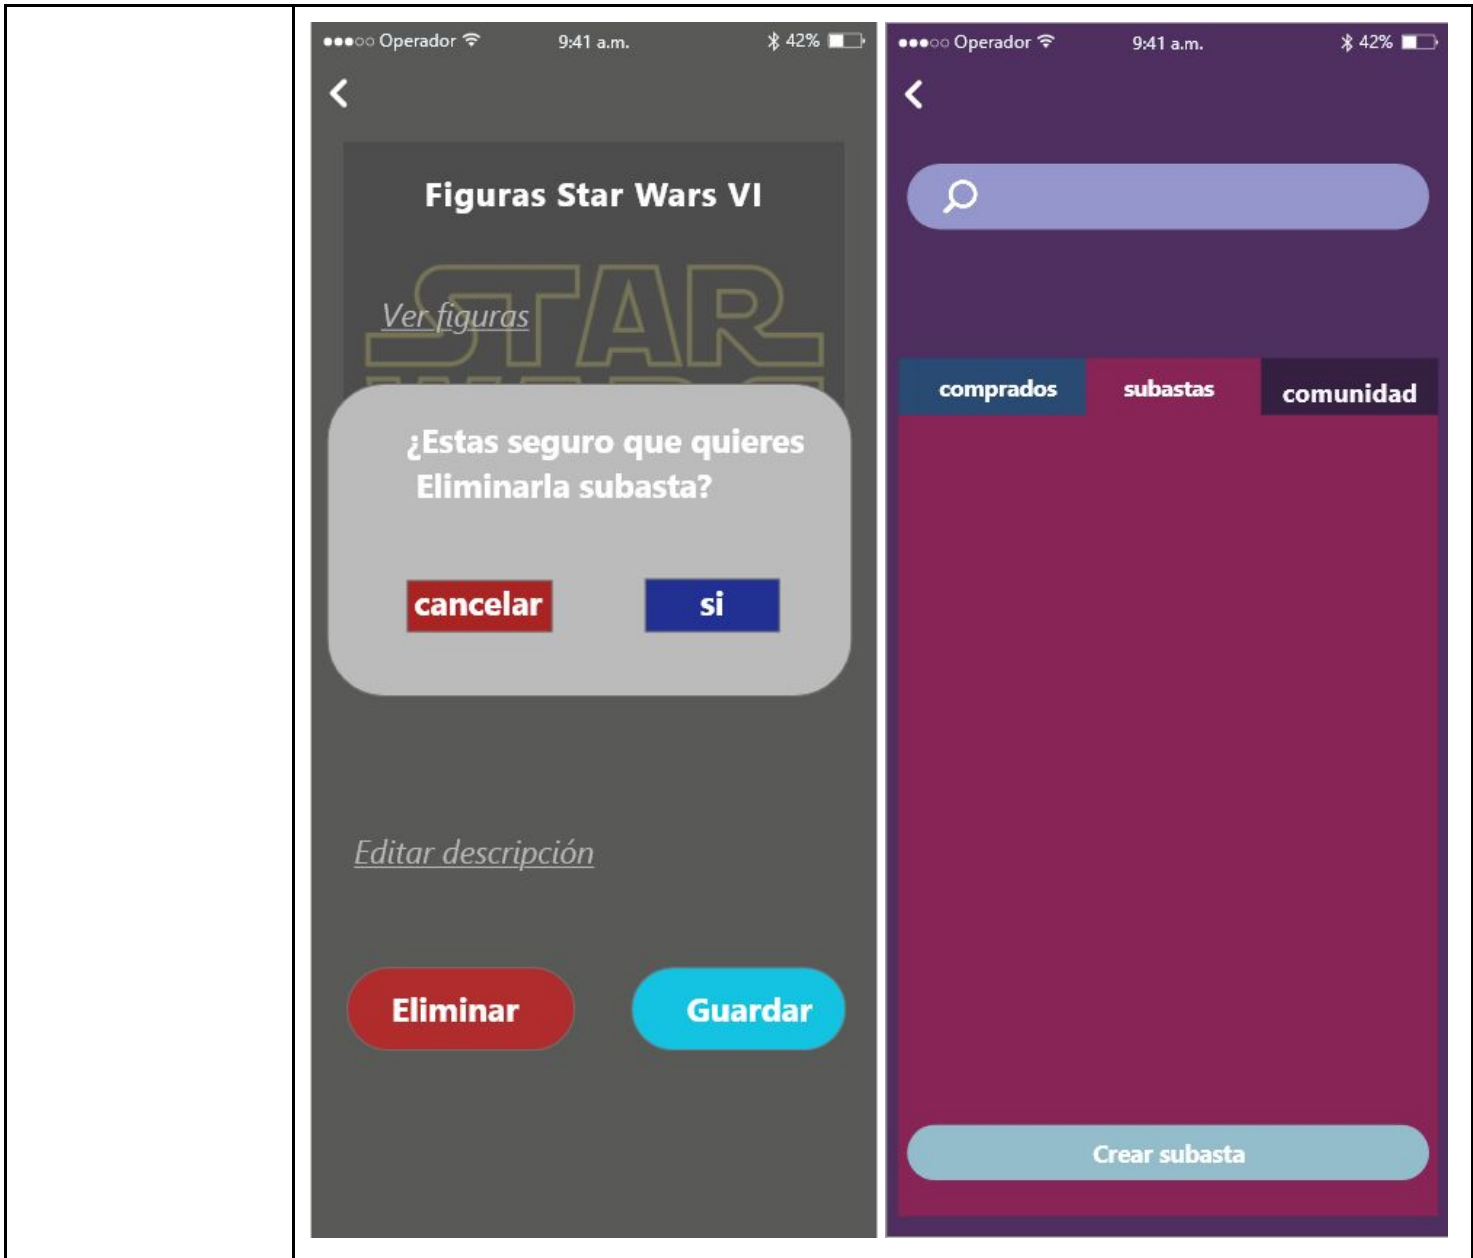 Operador 9:41 a.m. 42%
Figuras Star Wars VI
STAR
WARS
Ver figuras
¿Estas seguro que quieres
Eliminarla subasta?
cancelar si
Editar descripción
Eliminar Guardar
Operador 9:41 a.m. 42%
comprados subastas comunidad
Crear subasta